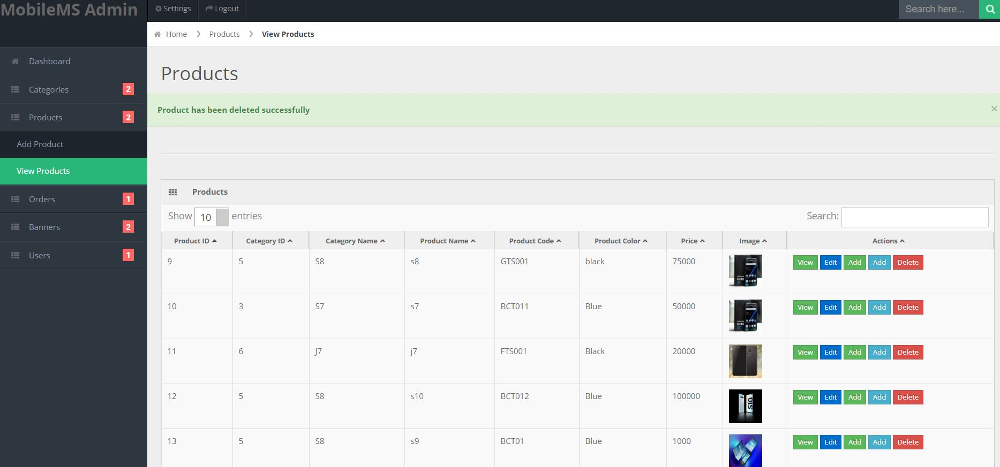 MobileMS Admin
Settings
Logout
Search here...
Home
Products
View Products
Dashboard
Categories 2
Products 2
Add Product
View Products
Orders 1
Banners 2
Users 1
Products
Product has been deleted successfully ×
Products
Show 10 entries
Search:
Product ID Category ID Category Name Product Name Product Code Product Color Price Image Actions
9 5 S8 s8 GTS001 black 75000 View Edit Add Add Delete
10 3 S7 s7 BCT011 Blue 50000 View Edit Add Add Delete
11 6 J7 j7 FTS001 Black 20000 View Edit Add Add Delete
12 5 S8 s10 BCT012 Blue 100000 S10 View Edit Add Add Delete
13 5 S8 s9 BCT01 Blue 1000 View Edit Add Add Delete